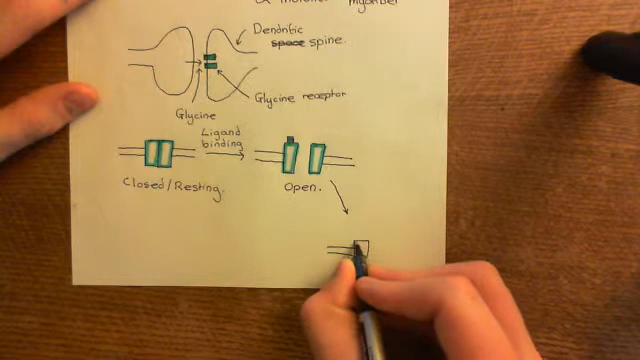 Dendritic
space spine.
Glycine receptor
Glycine
Ligand
binding
Closed/Resting.
Open.